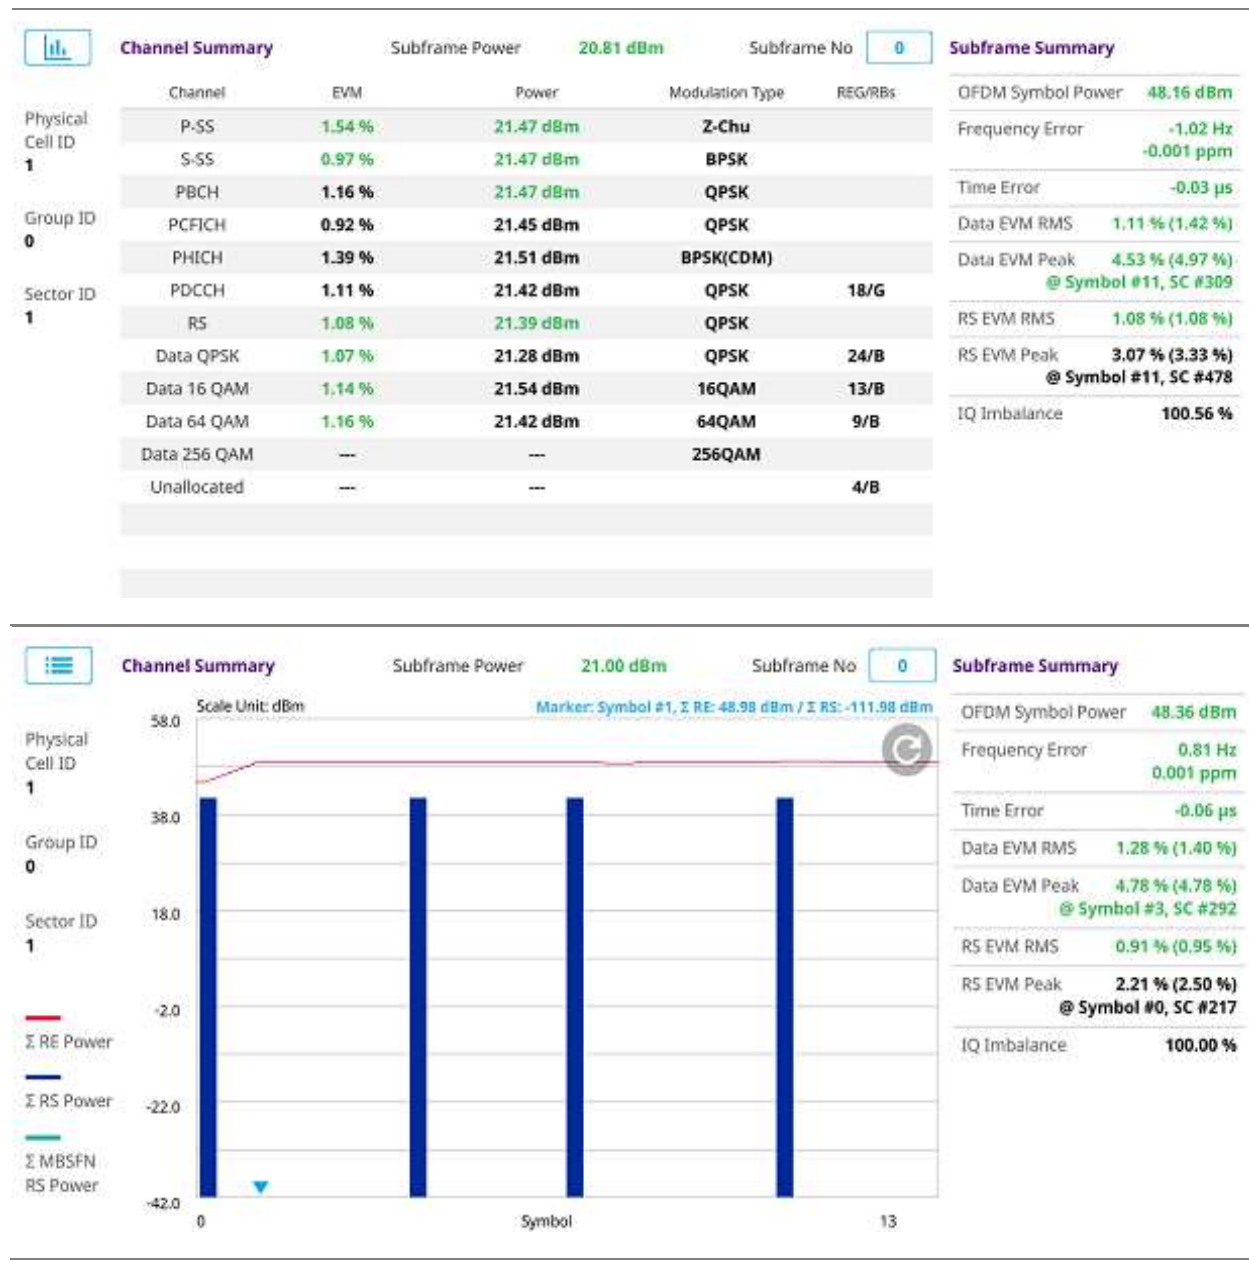 Channel Summary Subframe Power 20.81 dBm Subframe No 0 Subframe Summary
Physical
Cell ID
1
Group ID
0
Sector ID
1
Channel EVM Power Modulation Type REG/RBs
P-SS 1.54 % 21.47 dBm Z-Chu
S-SS 0.97 % 21.47 dBm BPSK
PBCH 1.16 % 21.47 dBm QPSK
PCFICH 0.92 % 21.45 dBm QPSK
PHICH 1.39 % 21.51 dBm BPSK(CDM)
PDCCH 1.11 % 21.42 dBm QPSK 18/G
RS 1.08 % 21.39 dBm QPSK
Data QPSK 1.07 % 21.28 dBm QPSK 24/B
Data 16 QAM 1.14 % 21.54 dBm 16QAM 13/B
Data 64 QAM 1.16 % 21.42 dBm 64QAM 9/B
Data 256 QAM --- --- 256QAM
Unallocated --- --- 4/B
OFDM Symbol Power 48.16 dBm
Frequency Error -1.02 Hz
-0.001 ppm
Time Error -0.03 µs
Data EVM RMS 1.11 % (1.42 %)
Data EVM Peak 4.53 % (4.97 %)
@ Symbol #11, SC #309
RS EVM RMS 1.08 % (1.08 %)
RS EVM Peak 3.07 % (3.33 %)
@ Symbol #11, SC #478
IQ Imbalance 100.56 %
Channel Summary Subframe Power 21.00 dBm Subframe No 0 Subframe Summary
Physical
Cell ID
1
Group ID
0
Sector ID
1
Σ RE Power
Σ RS Power
Σ MBSFN
RS Power
Scale Unit: dBm Marker: Symbol #1, Σ RE: 48.98 dBm / Σ RS: -111.98 dBm
58.0
38.0
18.0
-2.0
-22.0
-42.0
0 Symbol 13
OFDM Symbol Power 48.36 dBm
Frequency Error 0.81 Hz
0.001 ppm
Time Error -0.06 µs
Data EVM RMS 1.28 % (1.40 %)
Data EVM Peak 4.78 % (4.78 %)
@ Symbol #3, SC #292
RS EVM RMS 0.91 % (0.95 %)
RS EVM Peak 2.21 % (2.50 %)
@ Symbol #0, SC #217
IQ Imbalance 100.00 %